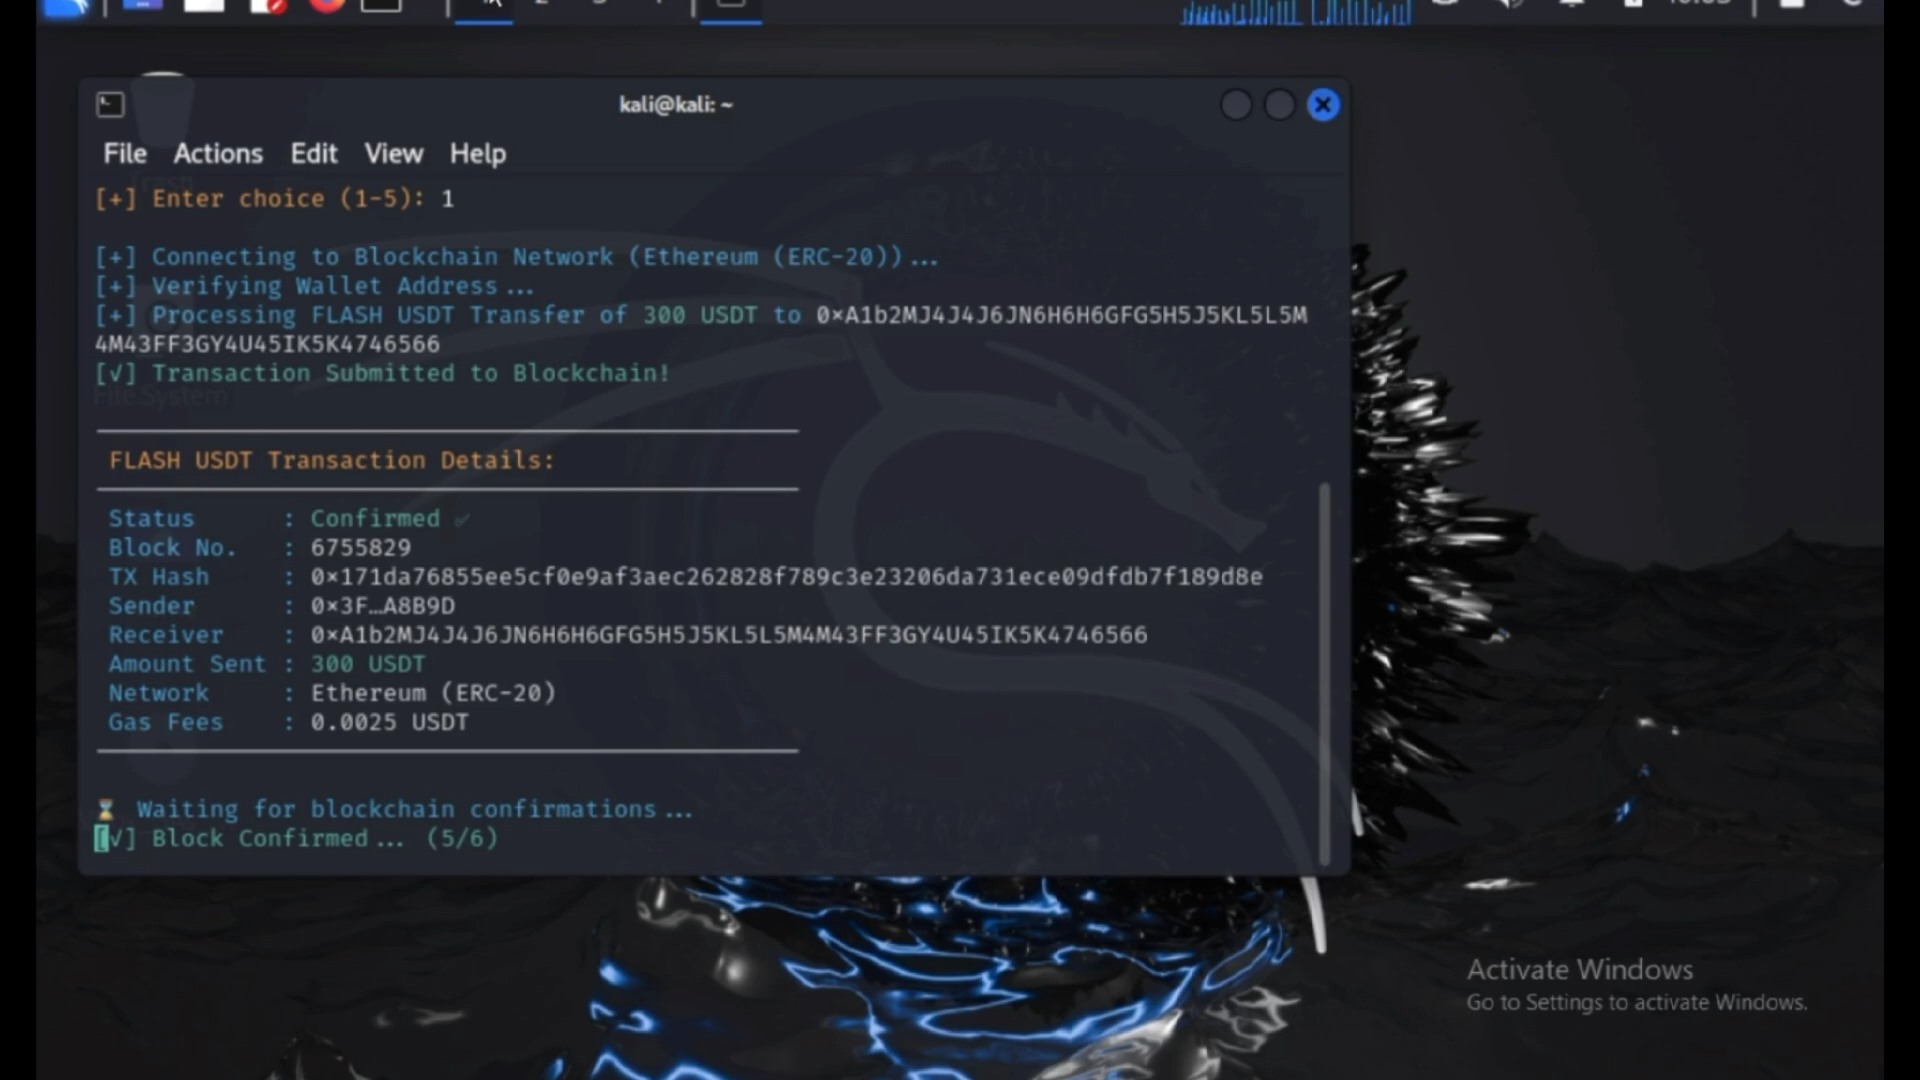 kali@kali: ~
File Actions Edit View Help
[+] Enter choice (1-5): 1
[+] Connecting to Blockchain Network (Ethereum (ERC-20))...
[+] Verifying Wallet Address...
[+] Processing FLASH USDT Transfer of 300 USDT to 0×A1b2MJ4J4J6JN6H6H6GFG5H5J5KL5L5M
4M43FF3GY4U45IK5K4746566
[√] Transaction Submitted to Blockchain!
File System
FLASH USDT Transaction Details:
Status : Confirmed ✅
Block No. : 6755829
TX Hash : 0×171da76855ee5cf0e9af3aec262828f789c3e23206da731ece09dfdb7f189d8e
Sender : 0×3F…A8B9D
Receiver : 0×A1b2MJ4J4J6JN6H6H6GFG5H5J5KL5L5M4M43FF3GY4U45IK5K4746566
Amount Sent : 300 USDT
Network : Ethereum (ERC-20)
Gas Fees : 0.0025 USDT
⌛ Waiting for blockchain confirmations...
[√] Block Confirmed... (5/6)
Activate Windows
Go to Settings to activate Windows.